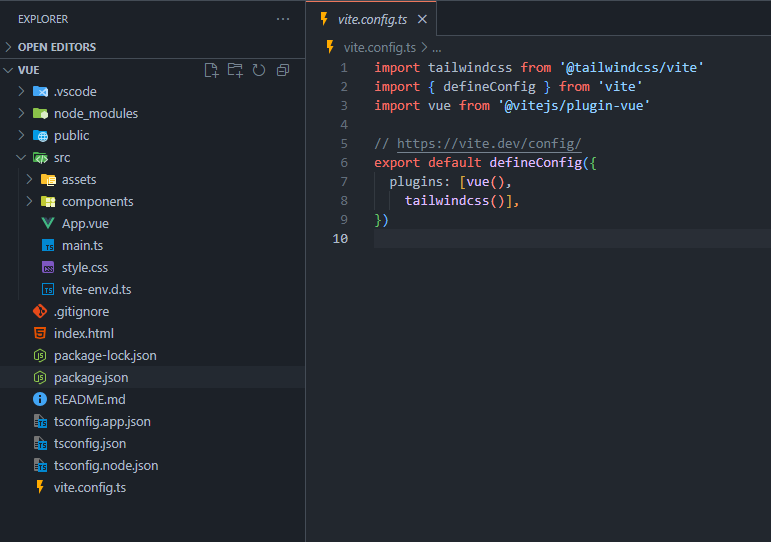 EXPLORER
OPEN EDITORS
VUE
.vscode
node_modules
public
src
assets
components
App.vue
main.ts
style.css
vite-env.d.ts
.gitignore
index.html
package-lock.json
package.json
README.md
tsconfig.app.json
tsconfig.json
tsconfig.node.json
vite.config.ts
vite.config.ts
vite.config.ts > ...
1 import tailwindcss from '@tailwindcss/vite'
2 import { defineConfig } from 'vite'
3 import vue from '@vitejs/plugin-vue'
4
5 // https://vite.dev/config/
6 export default defineConfig({
7   plugins: [vue(),
8     tailwindcss()],
9 })
10